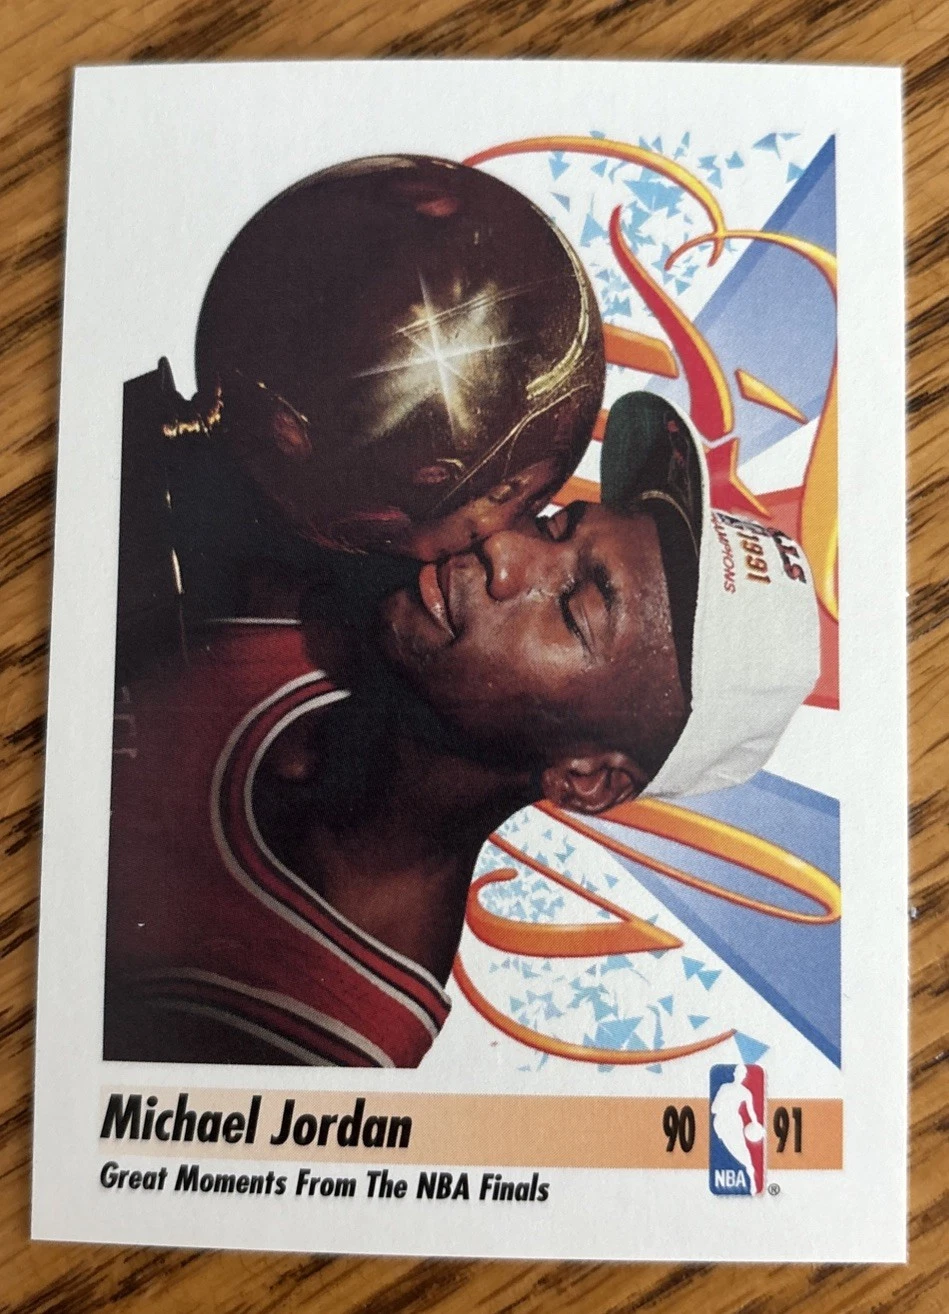 CHAMPIONS
1991
Michael Jordan
90 NBA ® 91
Great Moments From The NBA Finals